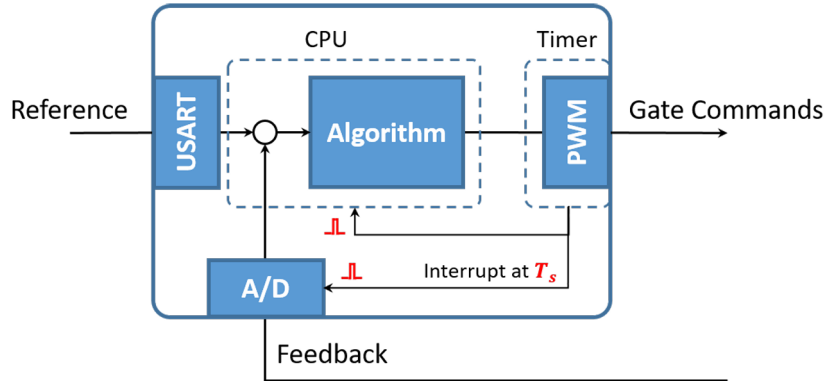 CPU
Timer
Reference
USART
Algorithm
PWM
Gate Commands
Interrupt at Ts
A/D
Feedback